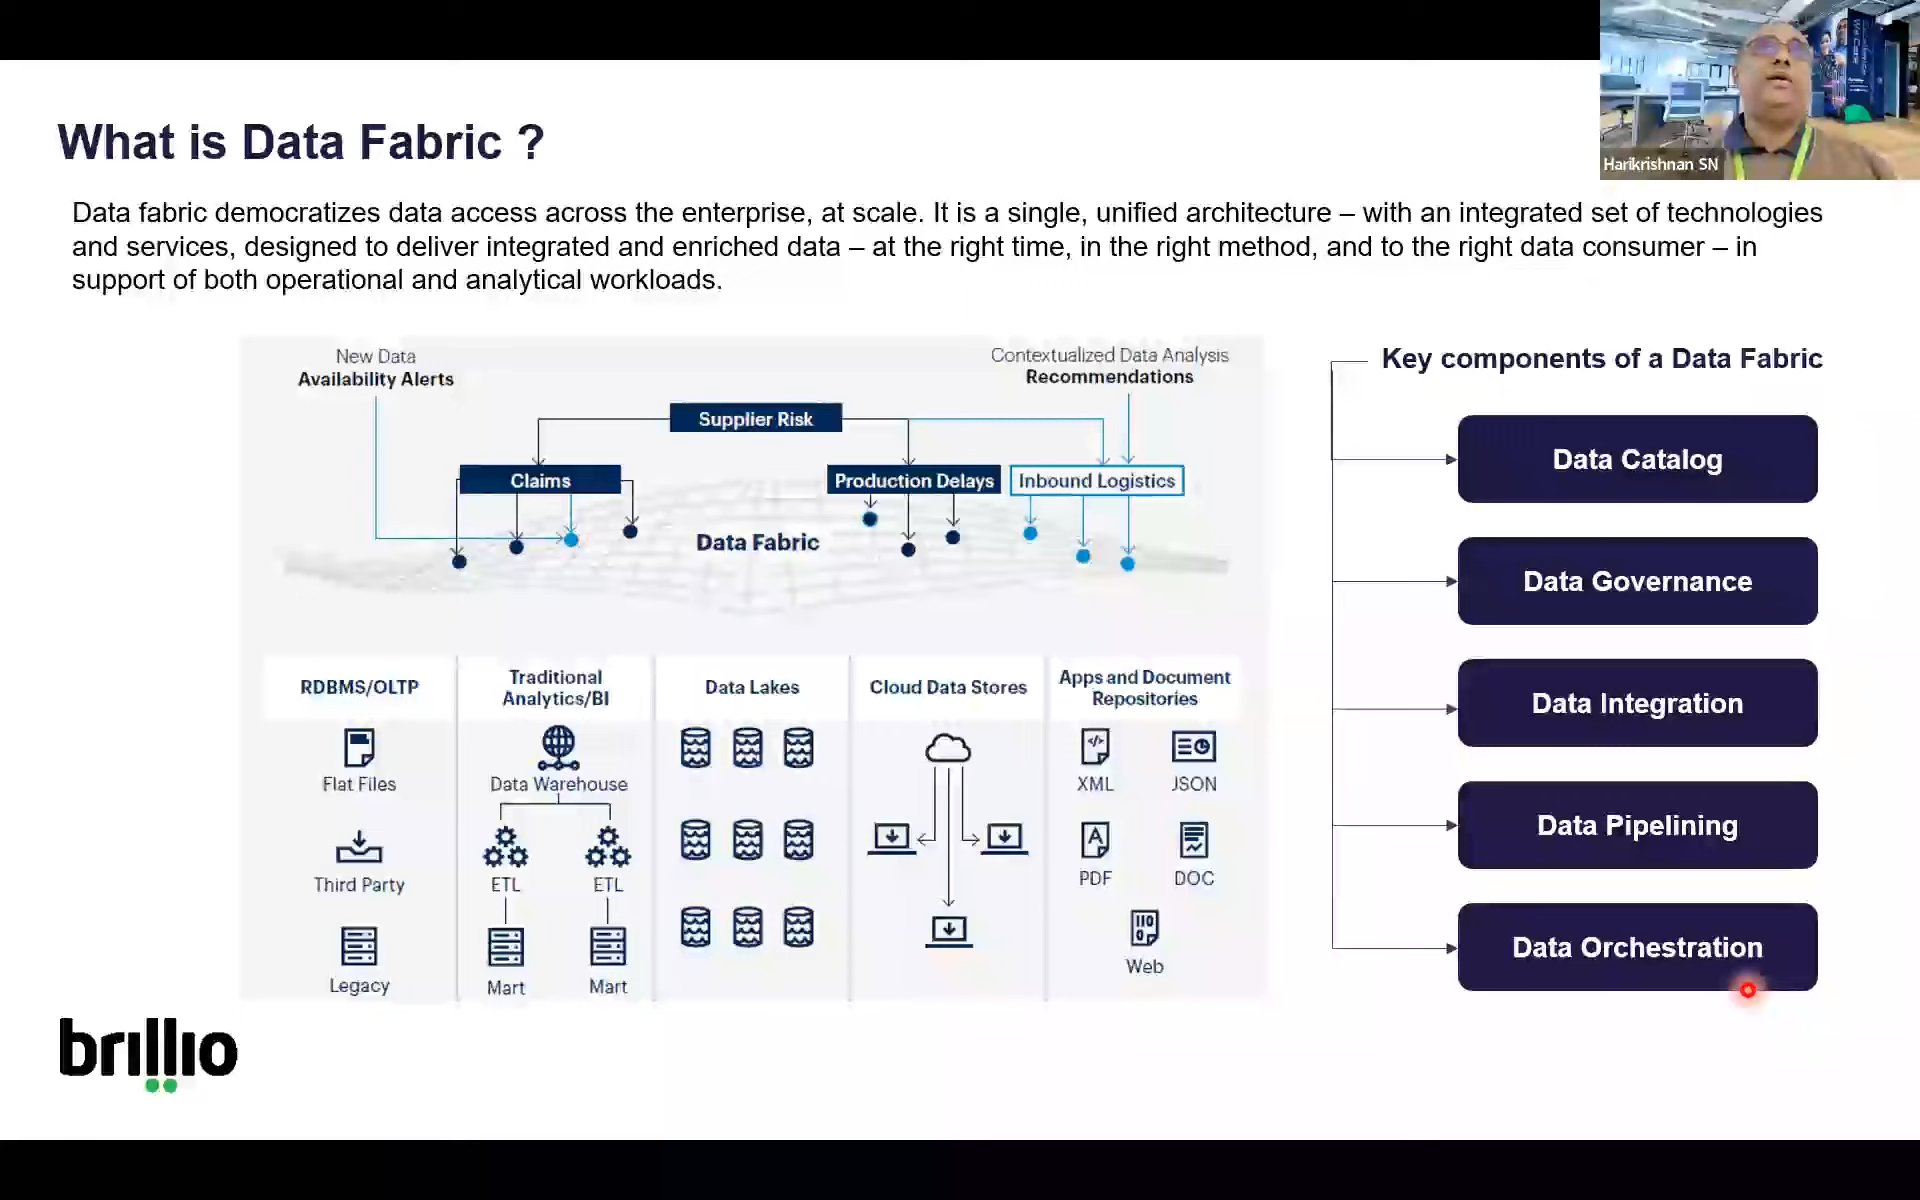 What is Data Fabric ?
Harikrishnan SN
Data fabric democratizes data access across the enterprise, at scale. It is a single, unified architecture – with an integrated set of technologies
and services, designed to deliver integrated and enriched data – at the right time, in the right method, and to the right data consumer – in
support of both operational and analytical workloads.
New Data
Availability Alerts
Contextualized Data Analysis
Recommendations
Supplier Risk
Claims
Production Delays
Inbound Logistics
Data Fabric
RDBMS/OLTP
Flat Files
Third Party
Legacy
Traditional
Analytics/BI
Data Warehouse
ETL
ETL
Mart
Mart
Data Lakes
Cloud Data Stores
Apps and Document
Repositories
XML
JSON
PDF
DOC
Web
Key components of a Data Fabric
Data Catalog
Data Governance
Data Integration
Data Pipelining
Data Orchestration
brillio